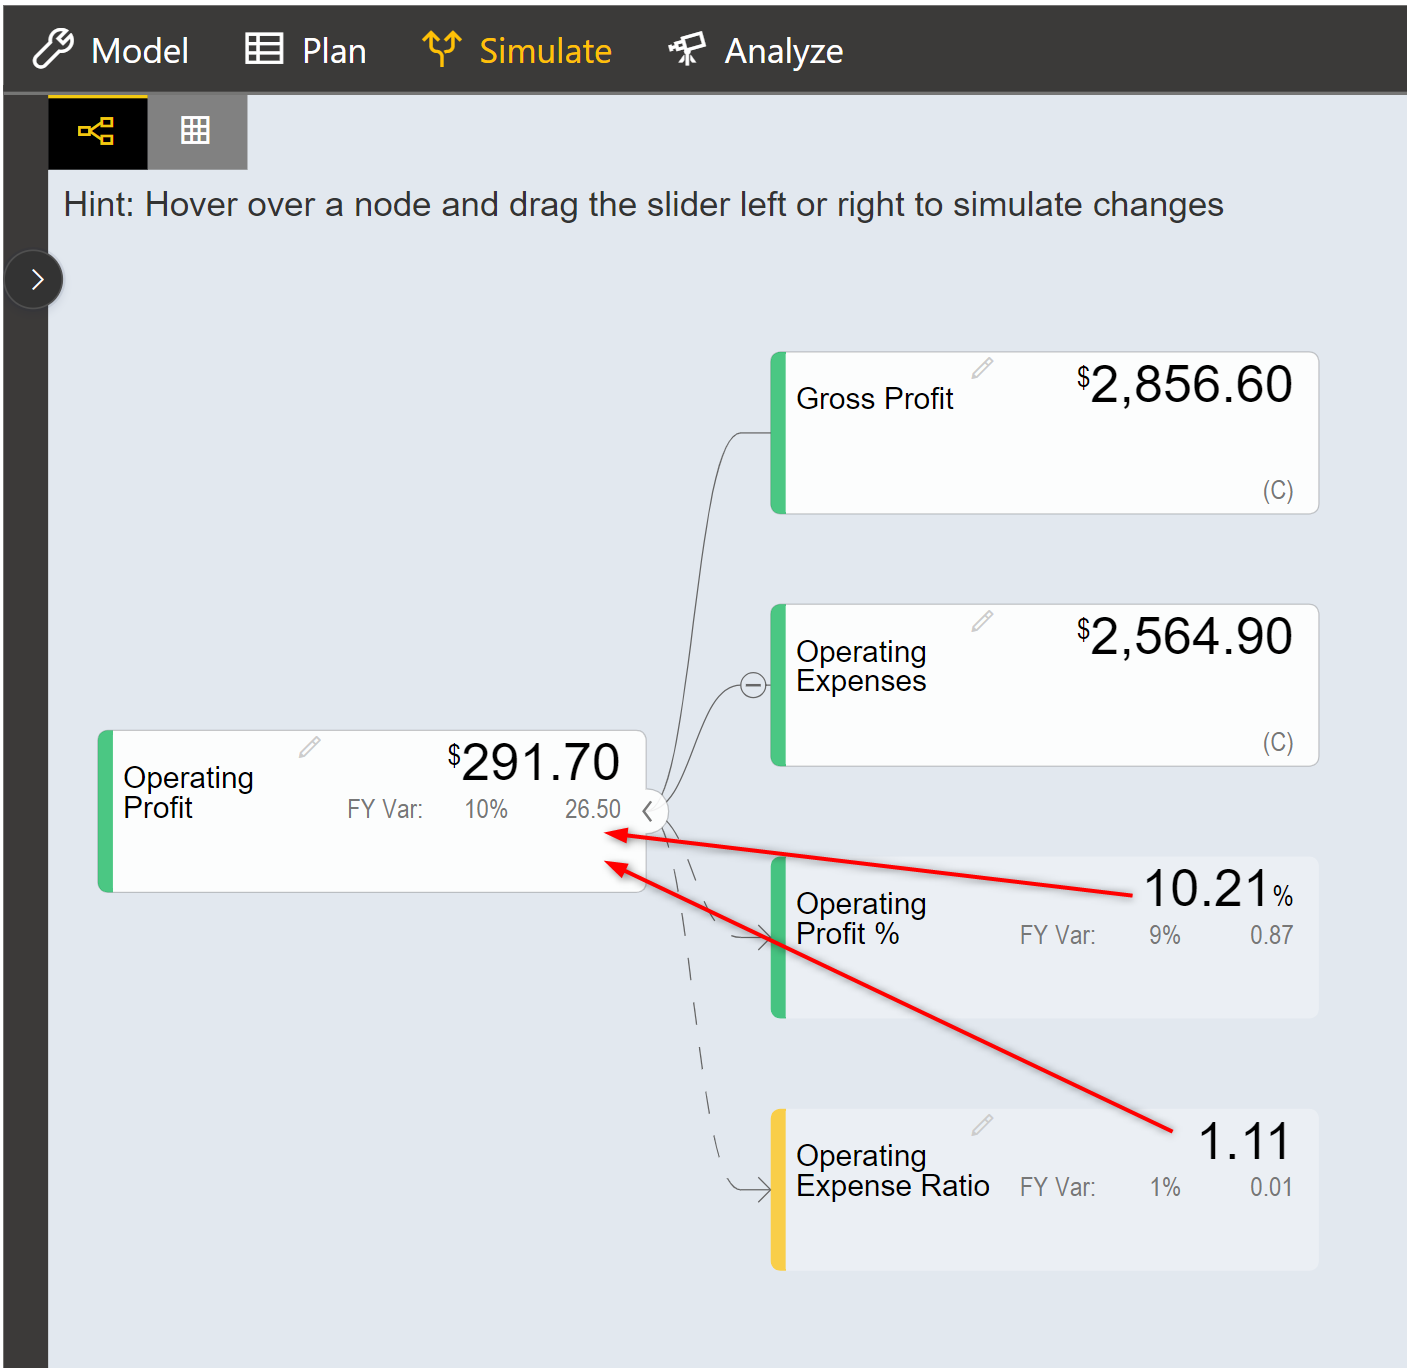 Model Plan Simulate Analyze
Hint: Hover over a node and drag the slider left or right to simulate changes
Gross Profit
$2,856.60
(C)
Operating
Expenses
$2,564.90
(C)
Operating
Profit
$291.70
FY Var: 10% 26.50
Operating
Profit %
10.21%
FY Var: 9% 0.87
Operating
Expense Ratio
1.11
FY Var: 1% 0.01